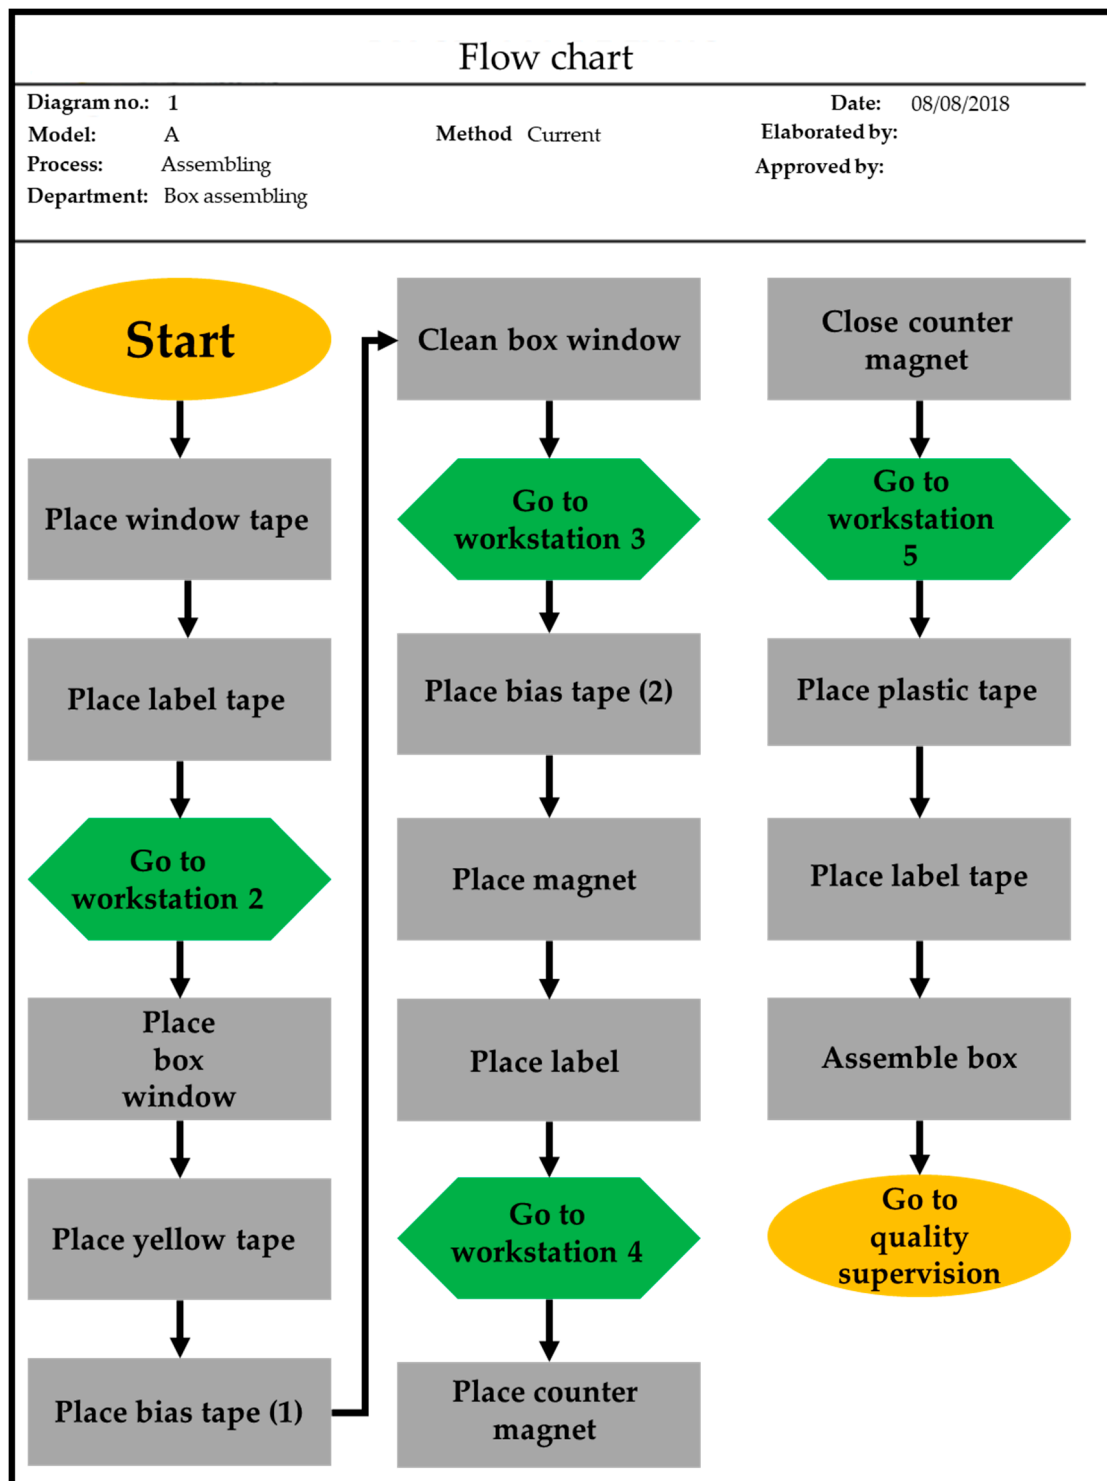 Flow chart
Diagram no.: 1
Model: A
Process: Assembling
Department: Box assembling
Method Current
Date: 08/08/2018
Elaborated by:
Approved by:
Start
Place window tape
Place label tape
Go to
workstation 2
Place
box
window
Place yellow tape
Place bias tape (1)
Clean box window
Go to
workstation 3
Place bias tape (2)
Place magnet
Place label
Go to
workstation 4
Place counter
magnet
Close counter
magnet
Go to
workstation
5
Place plastic tape
Place label tape
Assemble box
Go to
quality
supervision